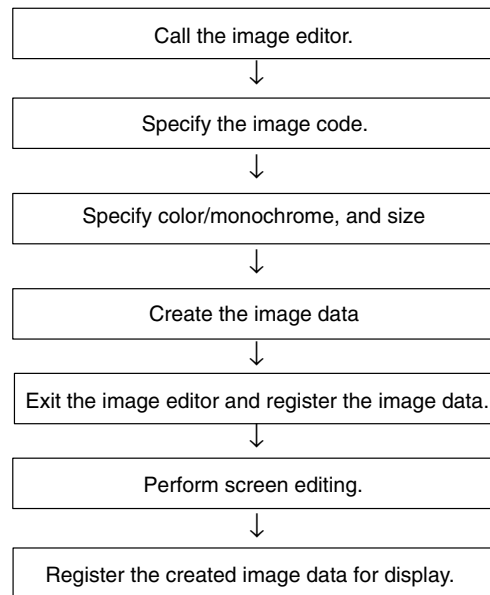 Call the image editor.
Specify the image code.
Specify color/monochrome, and size
Create the image data
Exit the image editor and register the image data.
Perform screen editing.
Register the created image data for display.